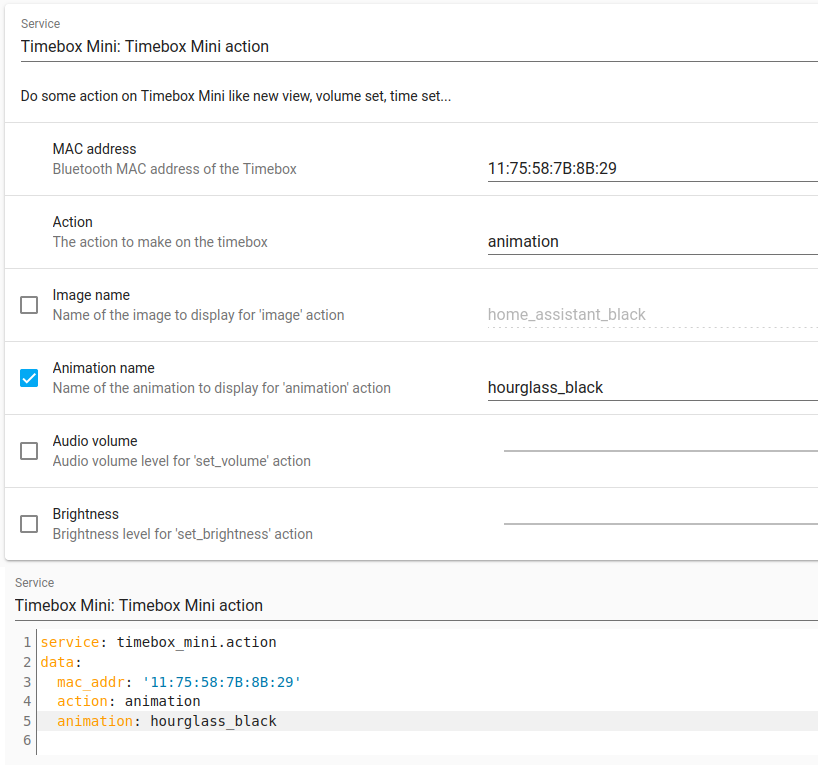 Service
Timebox Mini: Timebox Mini action
Do some action on Timebox Mini like new view, volume set, time set...
MAC address
Bluetooth MAC address of the Timebox
11:75:58:7B:8B:29
Action
The action to make on the timebox
animation
Image name
Name of the image to display for 'image' action
home_assistant_black
Animation name
Name of the animation to display for 'animation' action
hourglass_black
Audio volume
Audio volume level for 'set_volume' action
Brightness
Brightness level for 'set_brightness' action
Service
Timebox Mini: Timebox Mini action
1 service: timebox_mini.action
2 data:
3   mac_addr: '11:75:58:7B:8B:29'
4   action: animation
5   animation: hourglass_black
6